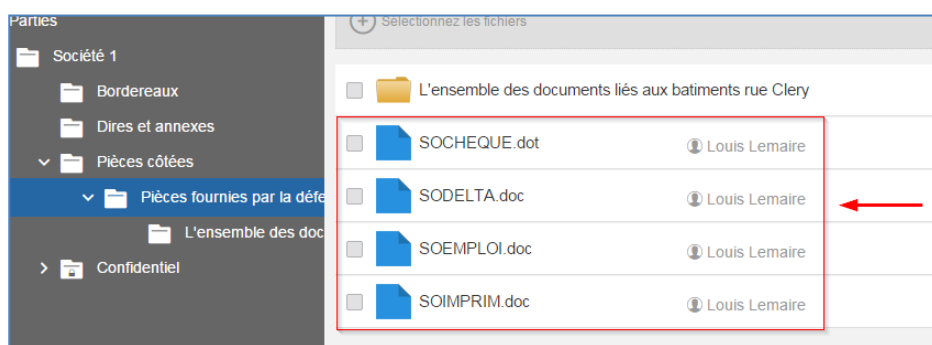 Parties
Société 1
Bordereaux
Dires et annexes
Pièces côtées
Pièces fournies par la défe
L'ensemble des doc
Confidentiel
Sélectionnez les fichiers
L'ensemble des documents liés aux batiments rue Clery
SOCHEQUE.dot Louis Lemaire
SODELTA.doc Louis Lemaire
SOEMPLOI.doc Louis Lemaire
SOIMPRIM.doc Louis Lemaire